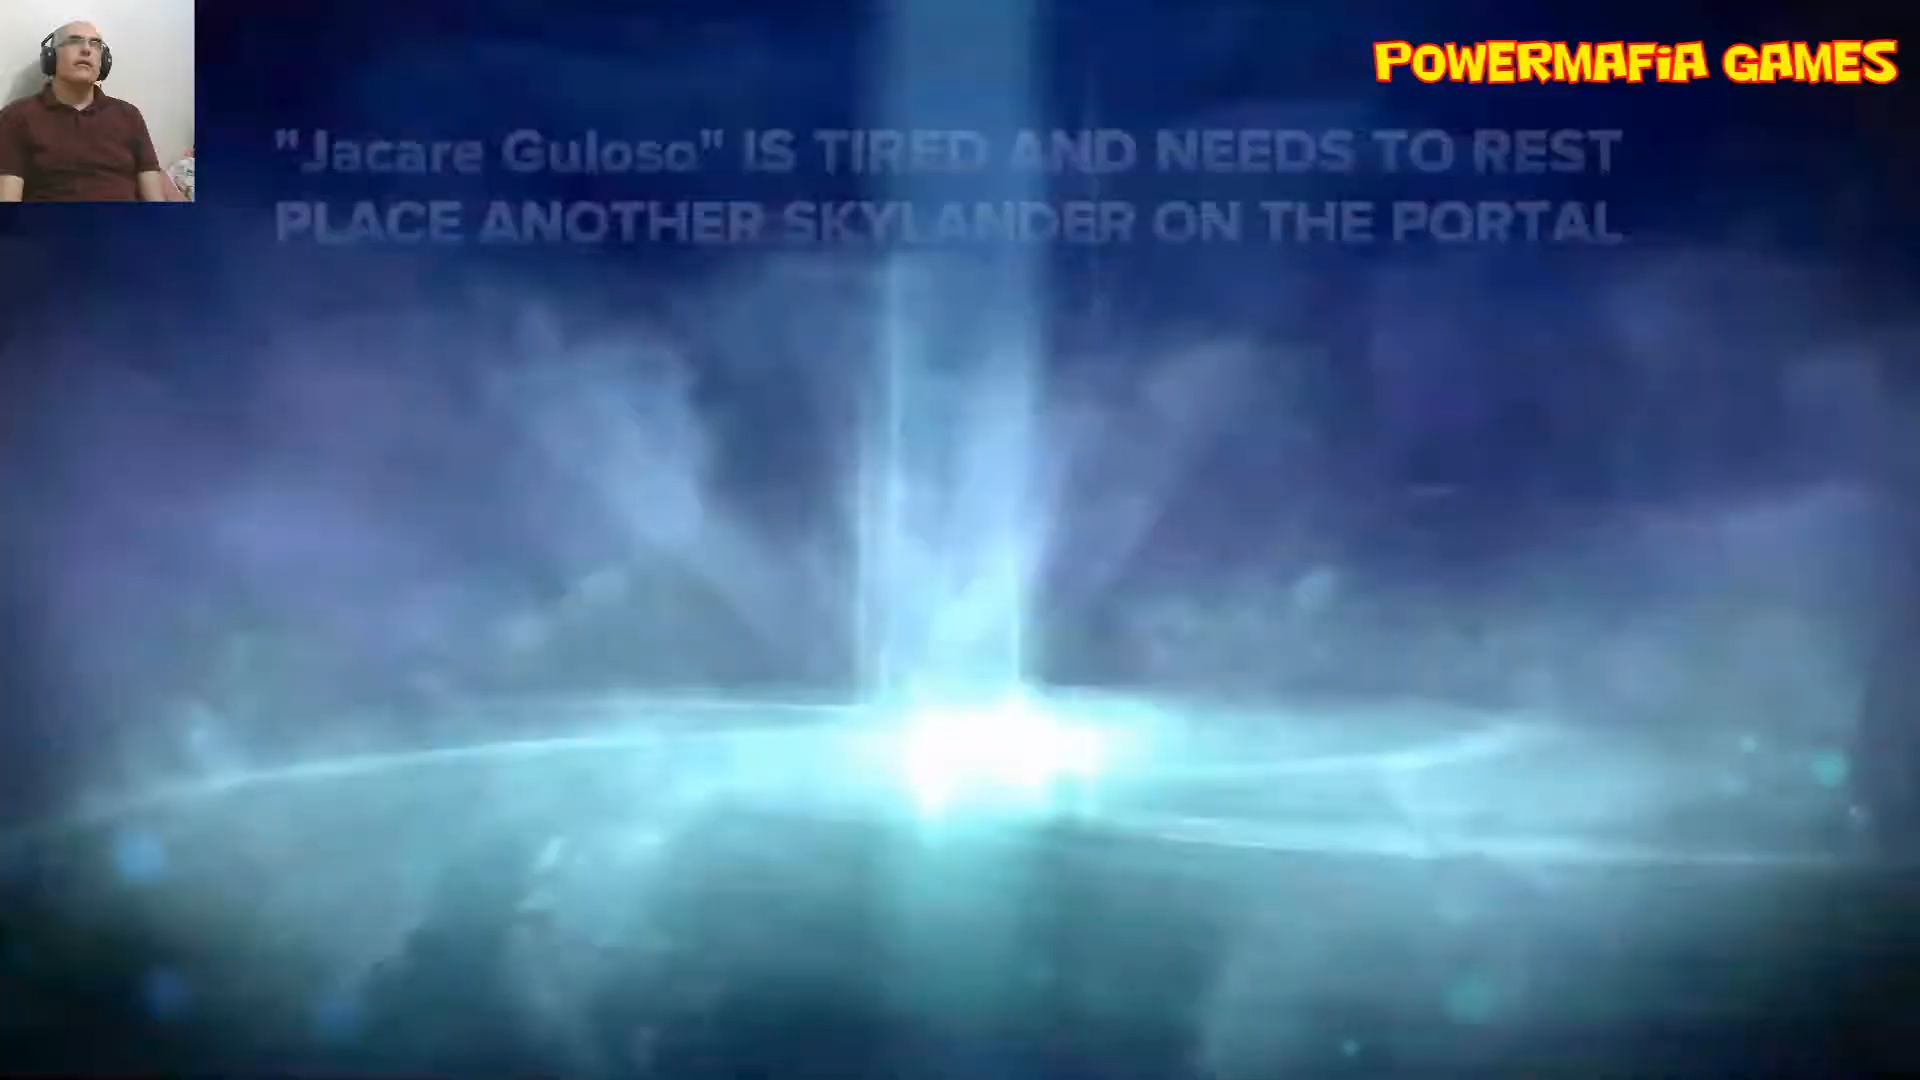 POWERMAFiA GAMES
"Jacare Guloso" IS TIRED AND NEEDS TO REST
PLACE ANOTHER SKYLANDER ON THE PORTAL